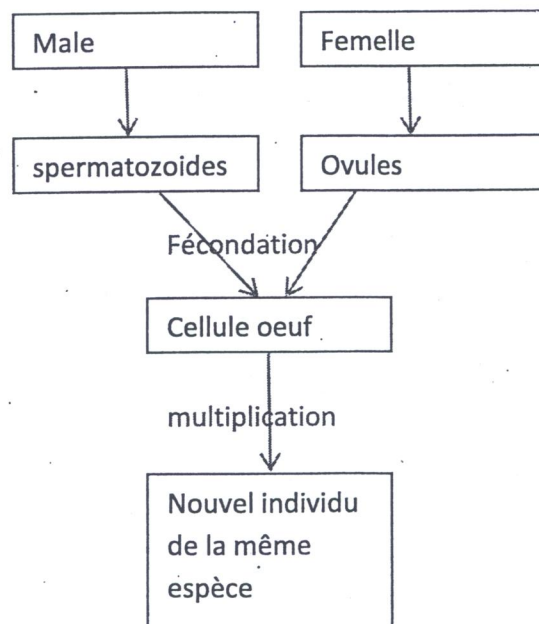 Male
Femelle
spermatozoides
Ovules
Fécondation
Cellule oeuf
multiplication
Nouvel individu
de la même
espèce